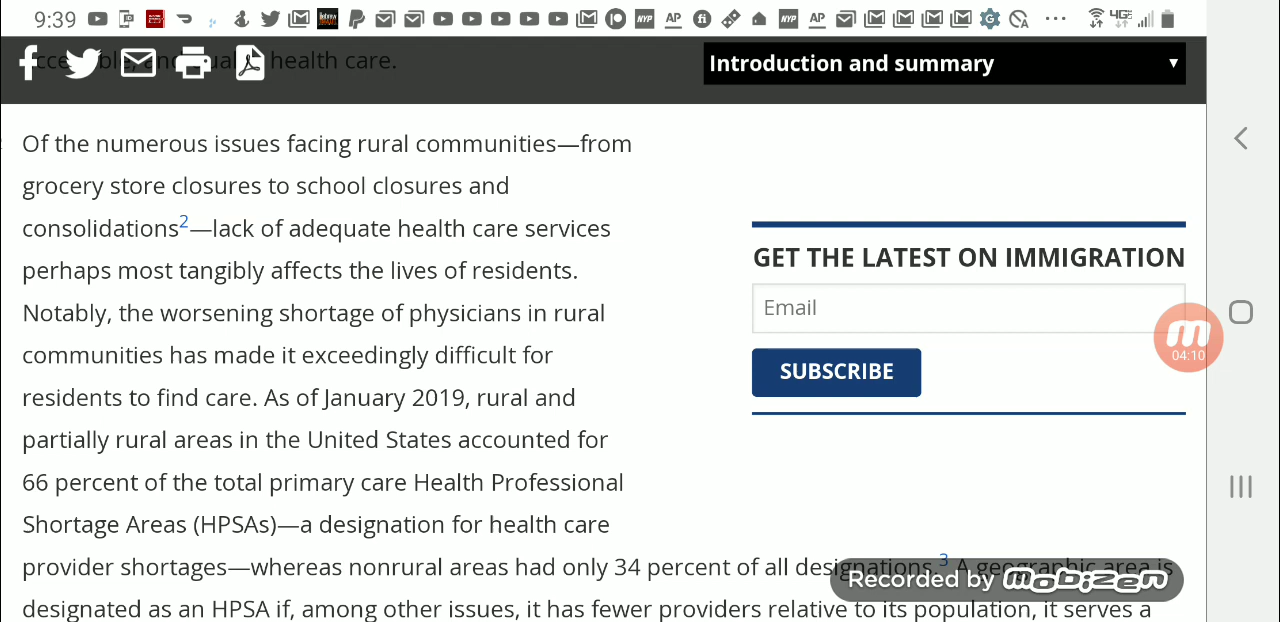 9:39
accessible, and quality health care.
Introduction and summary
Of the numerous issues facing rural communities—from
grocery store closures to school closures and
consolidations2—lack of adequate health care services
perhaps most tangibly affects the lives of residents.
Notably, the worsening shortage of physicians in rural
communities has made it exceedingly difficult for
residents to find care. As of January 2019, rural and
partially rural areas in the United States accounted for
66 percent of the total primary care Health Professional
Shortage Areas (HPSAs)—a designation for health care
provider shortages—whereas nonrural areas had only 34 percent of all designations.3 A geographic area is
designated as an HPSA if, among other issues, it has fewer providers relative to its population, it serves a
GET THE LATEST ON IMMIGRATION
Email
SUBSCRIBE
04:10
Recorded by mobizen